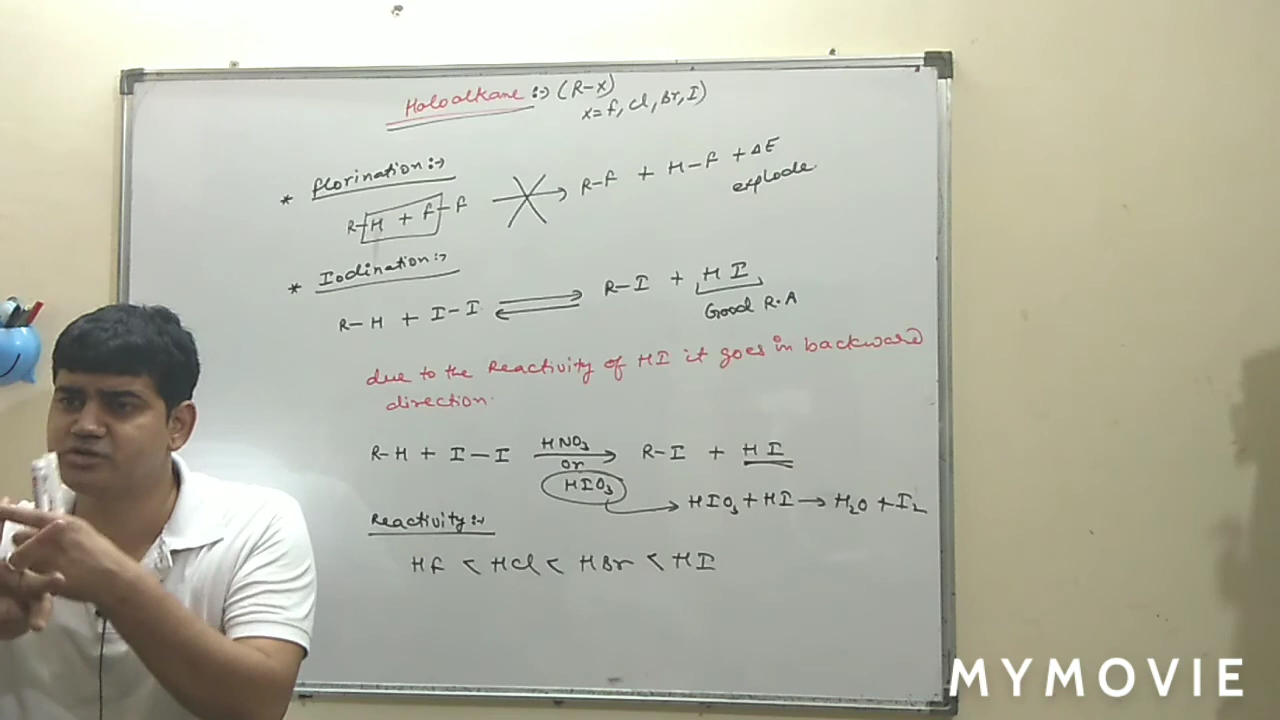 Haloalkane :-> (R-X)
X=F, Cl, Br, I)
* florination :->
R-H + F-F → R-F + H-F + ΔE
explode
* Iodination :->
R-H + I-I ⇌ R-I + HI
Good R.A
due to the Reactivity of HI it goes in backward
direction.
R-H + I-I HNO3 or HIO3 → R-I + HI
HIO3 + HI → H2O + I2
Reactivity :->
HF < HCl < HBr < HI
MYMOVIE